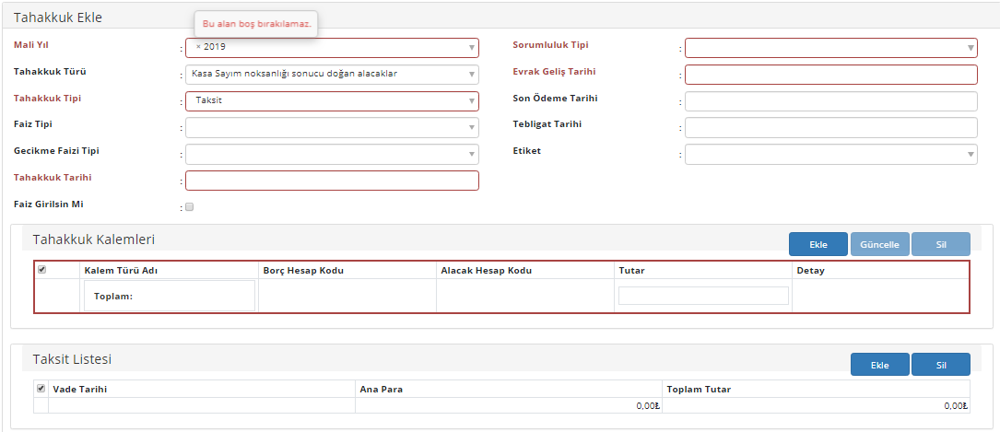 Tahakkuk Ekle
Bu alan boş bırakılamaz.
Mali Yıl : × 2019
Sorumluluk Tipi :
Tahakkuk Türü : Kasa Sayım noksanlığı sonucu doğan alacaklar
Evrak Geliş Tarihi :
Tahakkuk Tipi : Taksit
Son Ödeme Tarihi :
Faiz Tipi :
Tebligat Tarihi :
Gecikme Faizi Tipi :
Etiket :
Tahakkuk Tarihi :
Faiz Girilsin Mi :
Tahakkuk Kalemleri
Ekle Güncelle Sil
Kalem Türü Adı Borç Hesap Kodu Alacak Hesap Kodu Tutar Detay
Toplam:
Taksit Listesi
Ekle Sil
Vade Tarihi Ana Para Toplam Tutar
0,00₺ 0,00₺